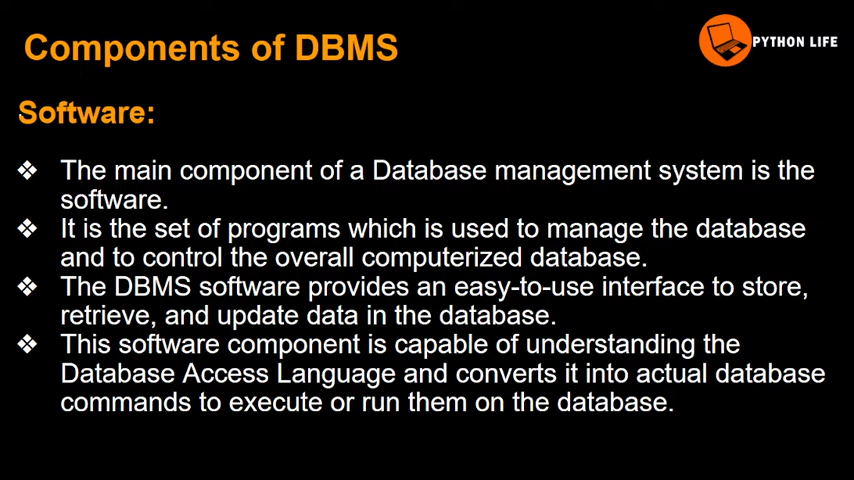 Components of DBMS
PYTHON LIFE
Software:
❖ The main component of a Database management system is the
software.
❖ It is the set of programs which is used to manage the database
and to control the overall computerized database.
❖ The DBMS software provides an easy-to-use interface to store,
retrieve, and update data in the database.
❖ This software component is capable of understanding the
Database Access Language and converts it into actual database
commands to execute or run them on the database.